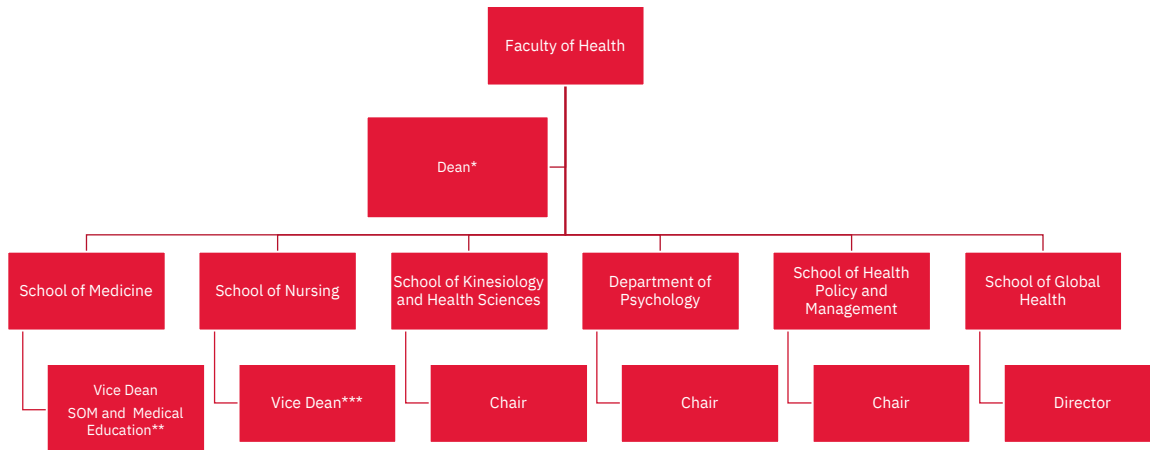 Faculty of Health
Dean*
School of Medicine
School of Nursing
School of Kinesiology
and Health Sciences
Department of
Psychology
School of Health
Policy and
Management
School of Global
Health
Vice Dean
SOM and  Medical
Education**
Vice Dean***
Chair
Chair
Chair
Director